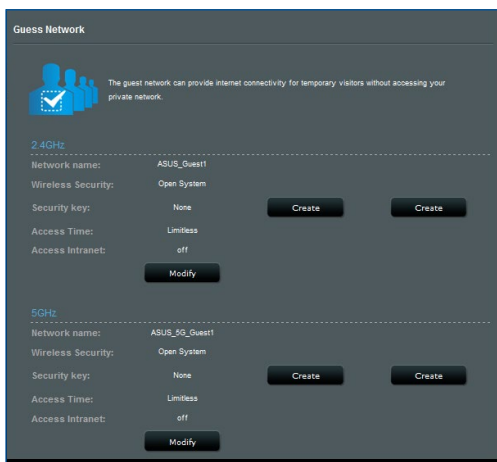 Guess Network
The guest network can provide internet connectivity for temporary visitors without accessing your
private network.
2.4GHz
Network name: ASUS_Guest1
Wireless Security: Open System
Security key: None Create Create
Access Time: Limitless
Access Intranet: off
Modify
5GHz
Network name: ASUS_5G_Guest1
Wireless Security: Open System
Security key: None Create Create
Access Time: Limitless
Access Intranet: off
Modify